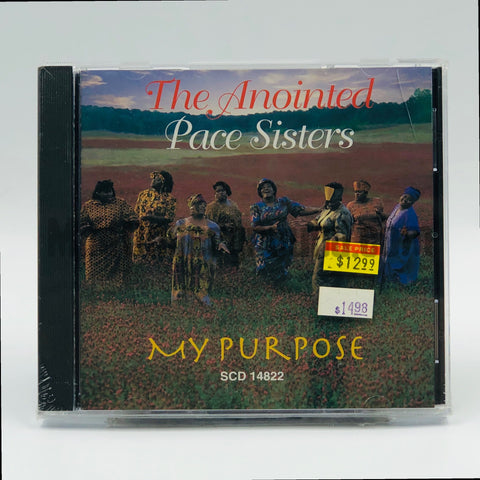 The Anointed
Pace Sisters
SALE PRICE
$12.99
$14.98
MY PURPOSE
SCD 14822